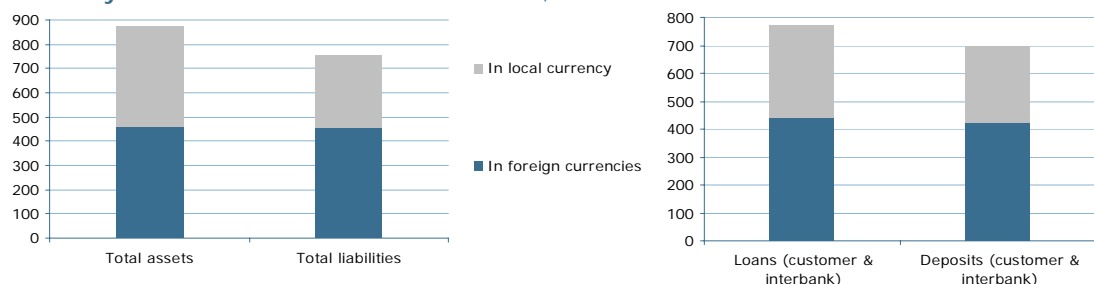 900
800
700
600
500
400
300
200
100
0
Total assets
Total liabilities
In local currency
In foreign currencies
800
700
600
500
400
300
200
100
0
Loans (customer &
interbank)
Deposits (customer &
interbank)